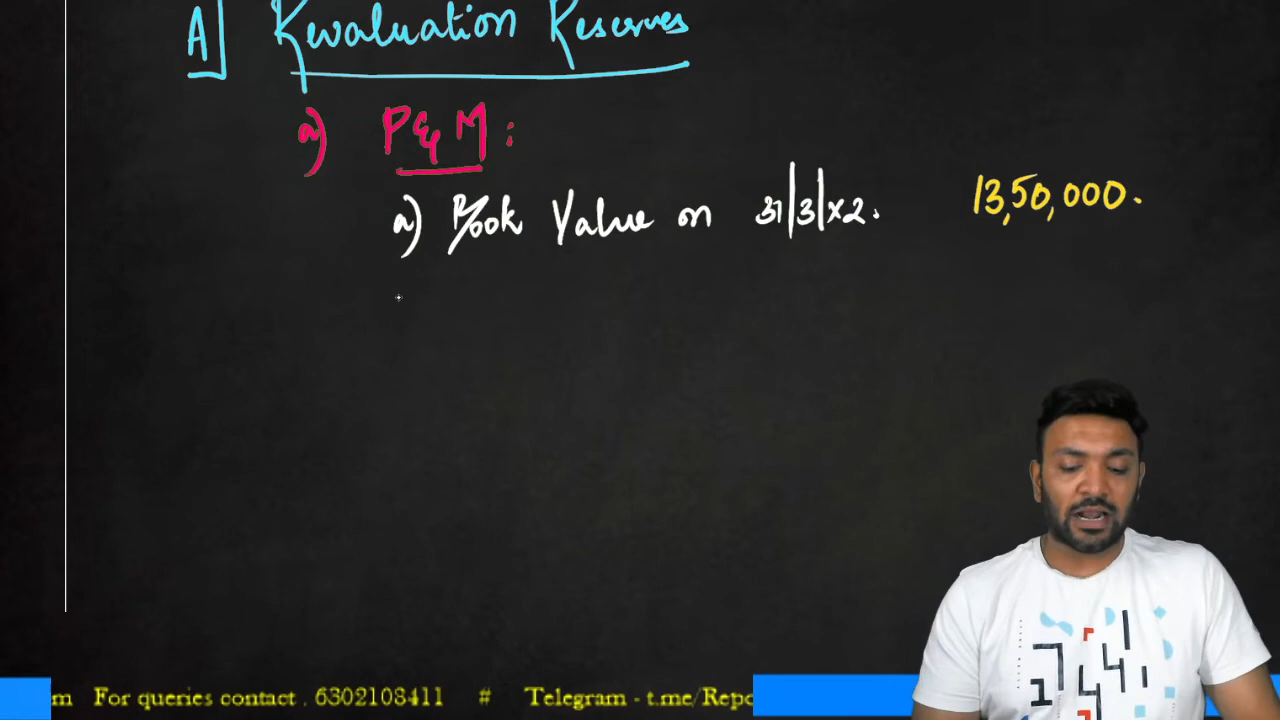 A] Revaluation Reserves
a) P & M :
a) Book Value on 31/3/x2. 13,50,000.
m For queries contact . 6302108411 # Telegram - t.me/Repo